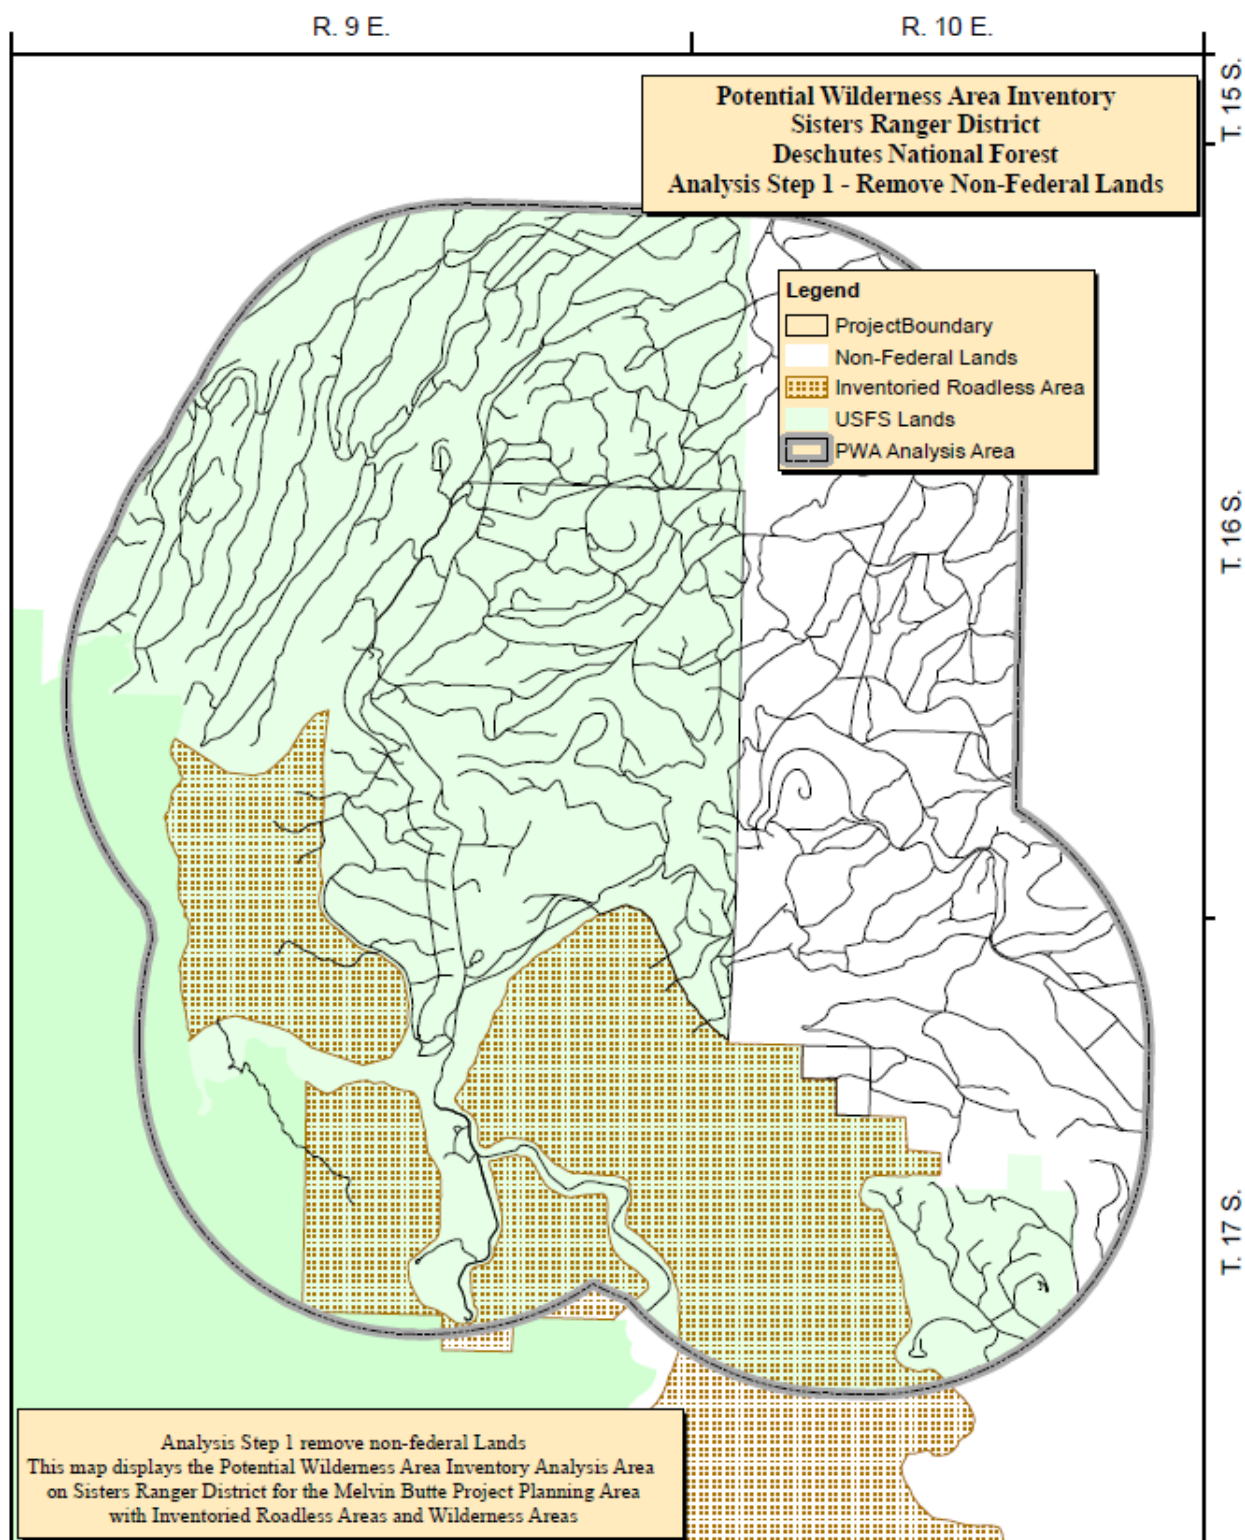 R. 9 E.
R. 10 E.
T. 15 S.
Potential Wilderness Area Inventory
Sisters Ranger District
Deschutes National Forest
Analysis Step 1 - Remove Non-Federal Lands
Legend
ProjectBoundary
Non-Federal Lands
Inventoried Roadless Area
USFS Lands
PWA Analysis Area
T. 16 S.
T. 17 S.
Analysis Step 1 remove non-federal Lands
This map displays the Potential Wilderness Area Inventory Analysis Area
on Sisters Ranger District for the Melvin Butte Project Planning Area
with Inventoried Roadless Areas and Wilderness Areas